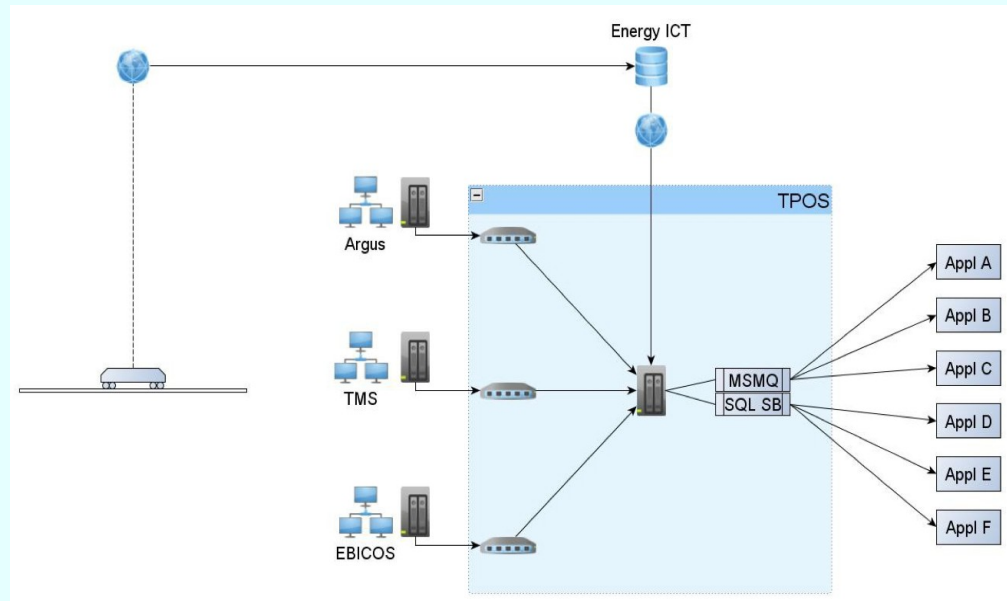 Energy ICT
TPOS
Argus
Appl A
Appl B
TMS
MSMQ
SQL SB
Appl C
Appl D
Appl E
EBICOS
Appl F